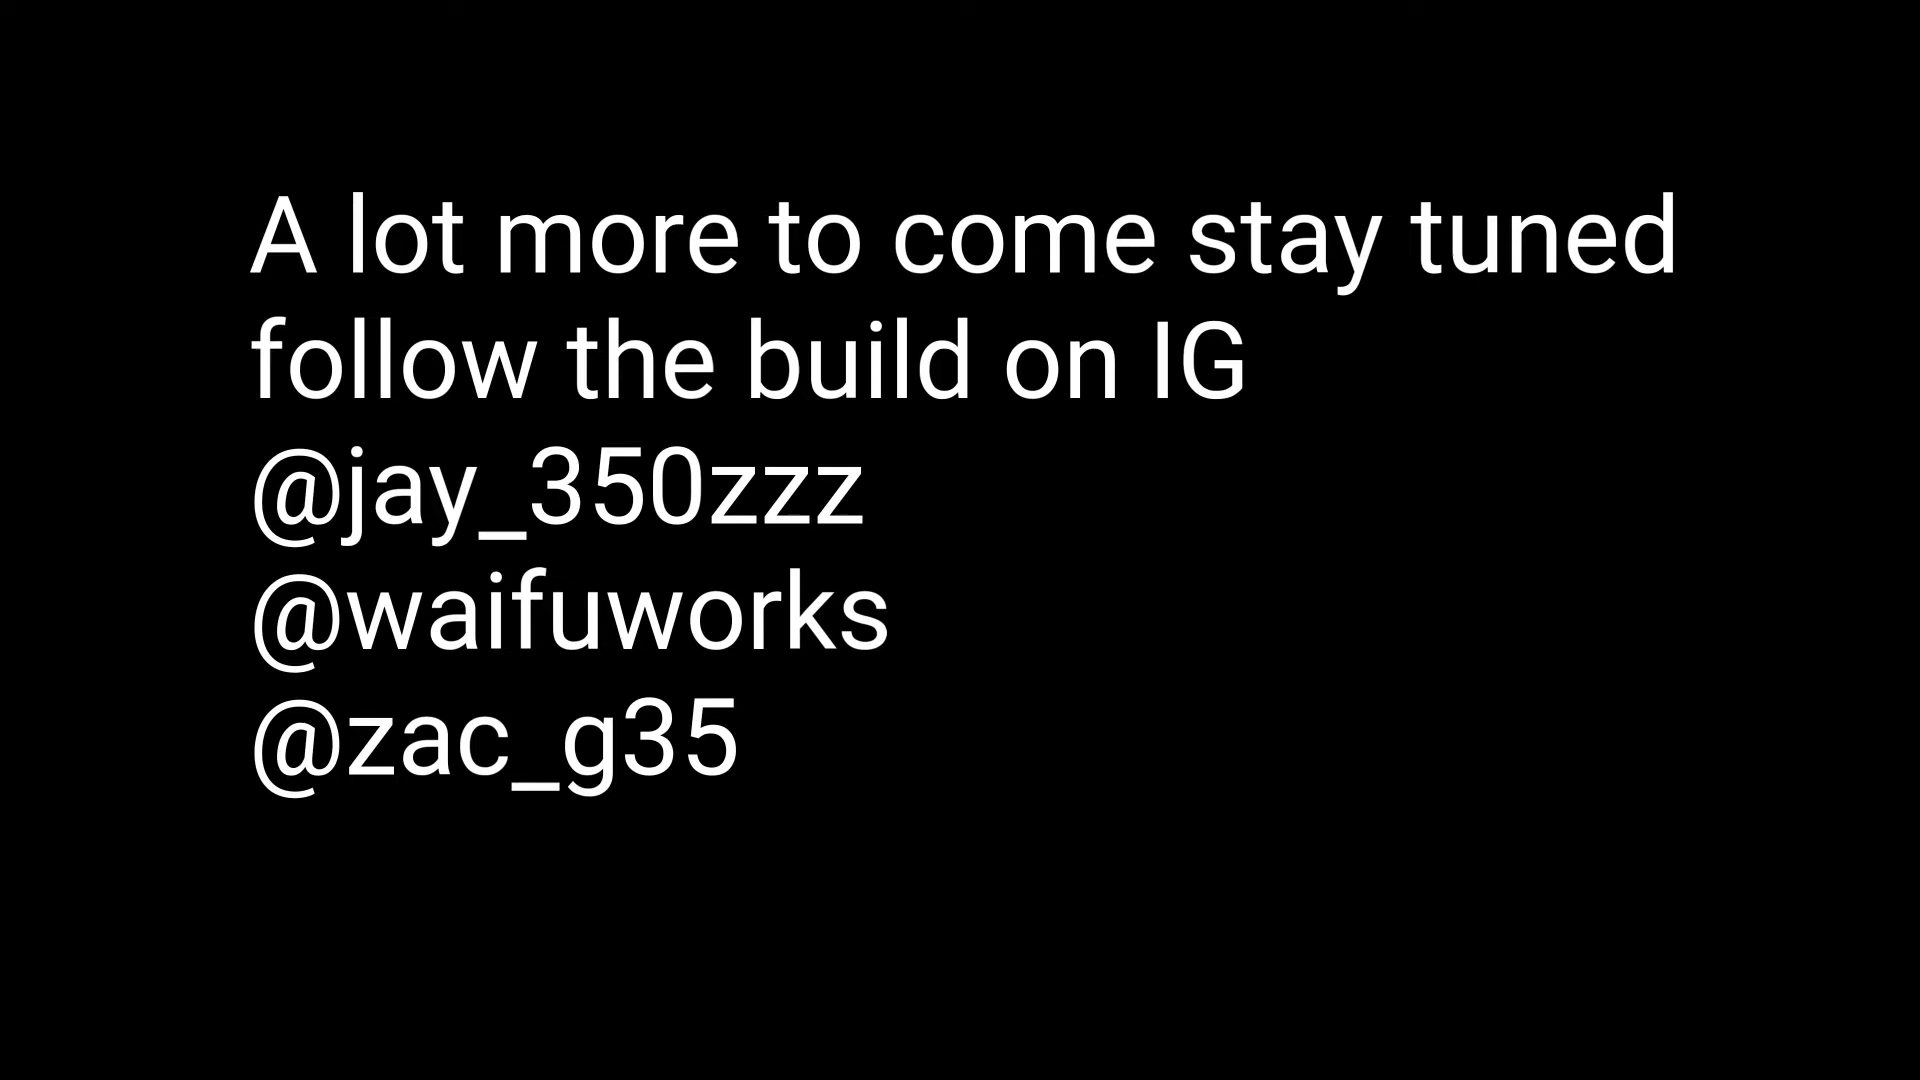 A lot more to come stay tuned
follow the build on IG
@jay_350zzz
@waifuworks
@zac_g35